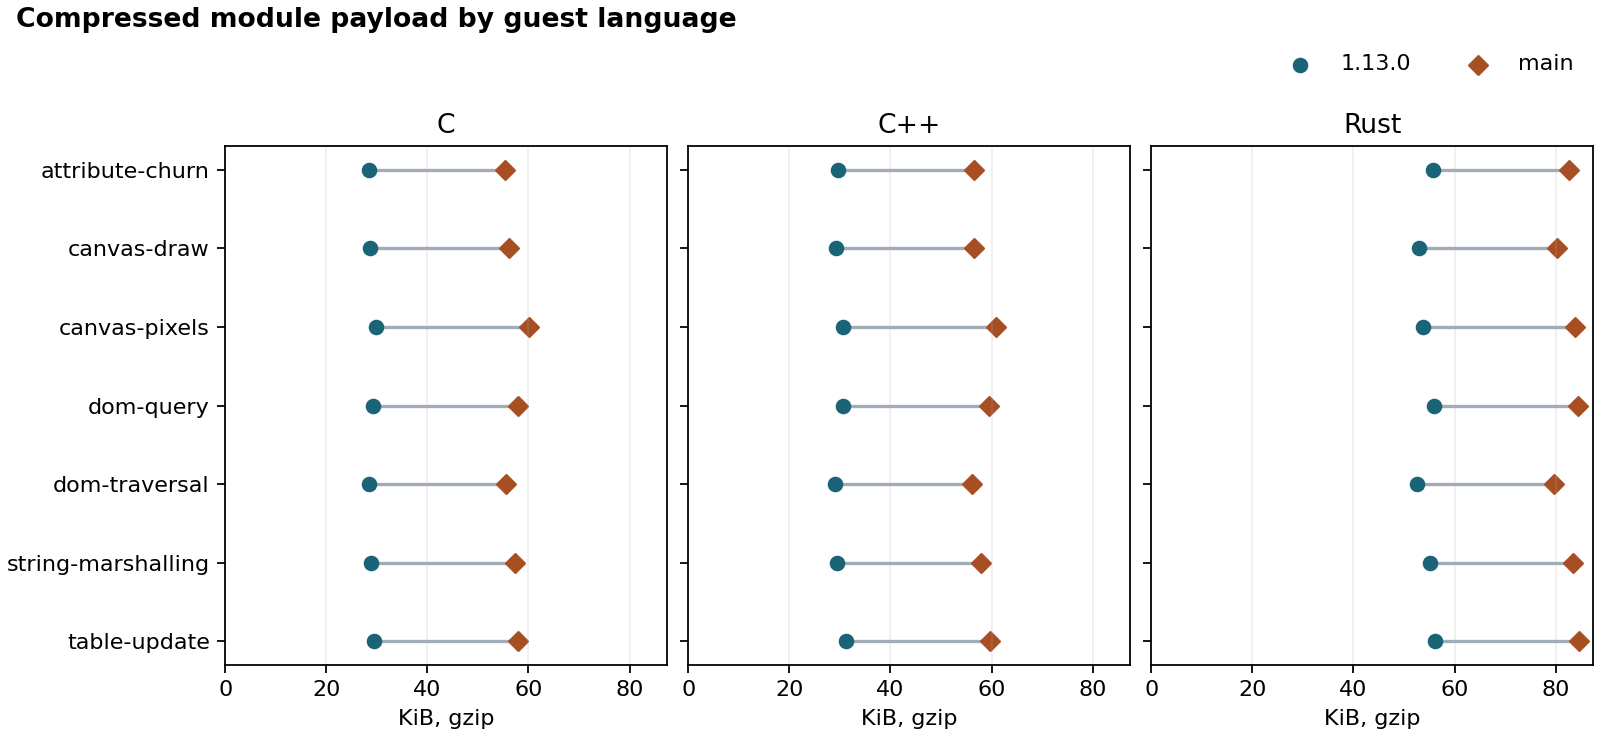 Compressed module payload by guest language
1.13.0 main
C C++ Rust
attribute-churn
canvas-draw
canvas-pixels
dom-query
dom-traversal
string-marshalling
table-update
0 20 40 60 80 0 20 40 60 80 0 20 40 60 80
KiB, gzip KiB, gzip KiB, gzip